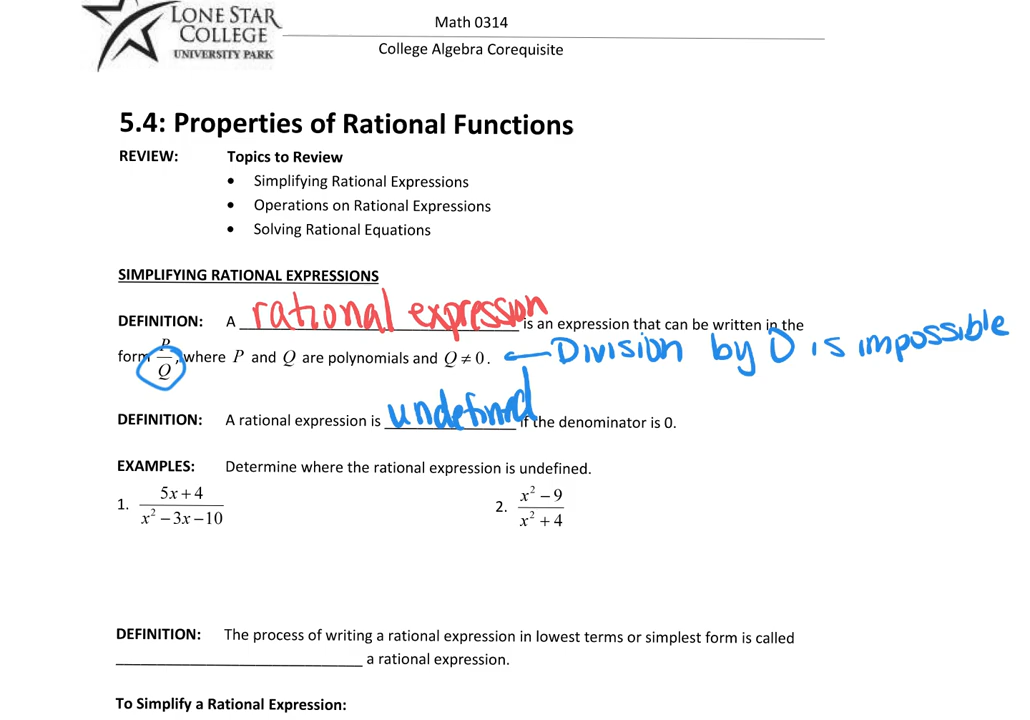 LONE STAR
COLLEGE
UNIVERSITY PARK
Math 0314
College Algebra Corequisite
5.4: Properties of Rational Functions
REVIEW: Topics to Review
• Simplifying Rational Expressions
• Operations on Rational Expressions
• Solving Rational Equations
SIMPLIFYING RATIONAL EXPRESSIONS
DEFINITION: A rational expression is an expression that can be written in the
form P/Q, where P and Q are polynomials and Q ≠ 0. ← Division by 0 is impossible
DEFINITION: A rational expression is undefined if the denominator is 0.
EXAMPLES: Determine where the rational expression is undefined.
1. (5x + 4)/(x² − 3x − 10) 2. (x² − 9)/(x² + 4)
DEFINITION: The process of writing a rational expression in lowest terms or simplest form is called
____________________ a rational expression.
To Simplify a Rational Expression: